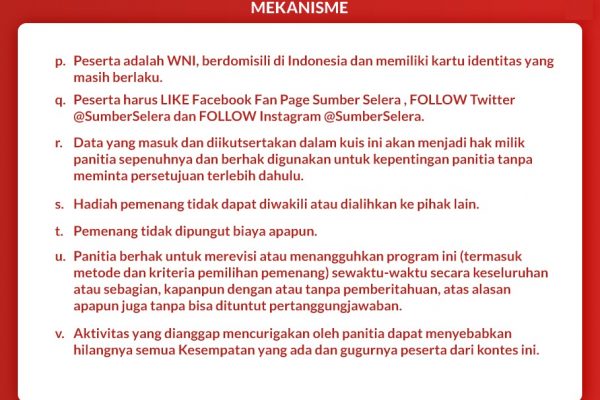 MEKANISME
p. Peserta adalah WNI, berdomisili di Indonesia dan memiliki kartu identitas yang
masih berlaku.
q. Peserta harus LIKE Facebook Fan Page Sumber Selera , FOLLOW Twitter
@SumberSelera dan FOLLOW Instagram @SumberSelera.
r. Data yang masuk dan diikutsertakan dalam kuis ini akan menjadi hak milik
panitia sepenuhnya dan berhak digunakan untuk kepentingan panitia tanpa
meminta persetujuan terlebih dahulu.
s. Hadiah pemenang tidak dapat diwakili atau dialihkan ke pihak lain.
t. Pemenang tidak dipungut biaya apapun.
u. Panitia berhak untuk merevisi atau menangguhkan program ini (termasuk
metode dan kriteria pemilihan pemenang) sewaktu-waktu secara keseluruhan
atau sebagian, kapanpun dengan atau tanpa pemberitahuan, atas alasan
apapun juga tanpa bisa dituntut pertanggungjawaban.
v. Aktivitas yang dianggap mencurigakan oleh panitia dapat menyebabkan
hilangnya semua Kesempatan yang ada dan gugurnya peserta dari kontes ini.